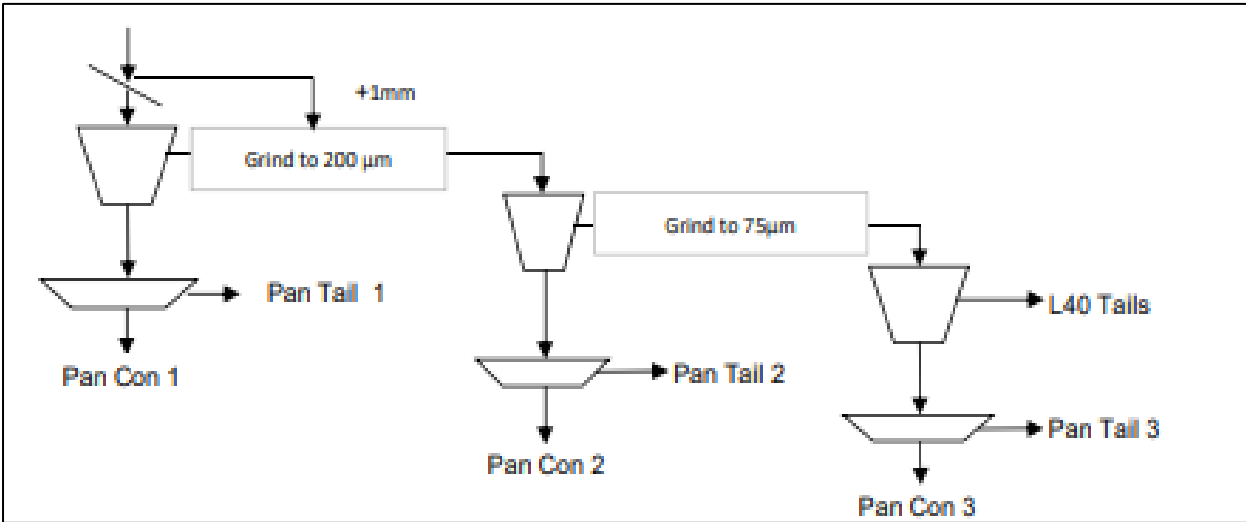 +1mm
Grind to 200 µm
Grind to 75µm
Pan Tail 1
L40 Tails
Pan Con 1
Pan Tail 2
Pan Tail 3
Pan Con 2
Pan Con 3